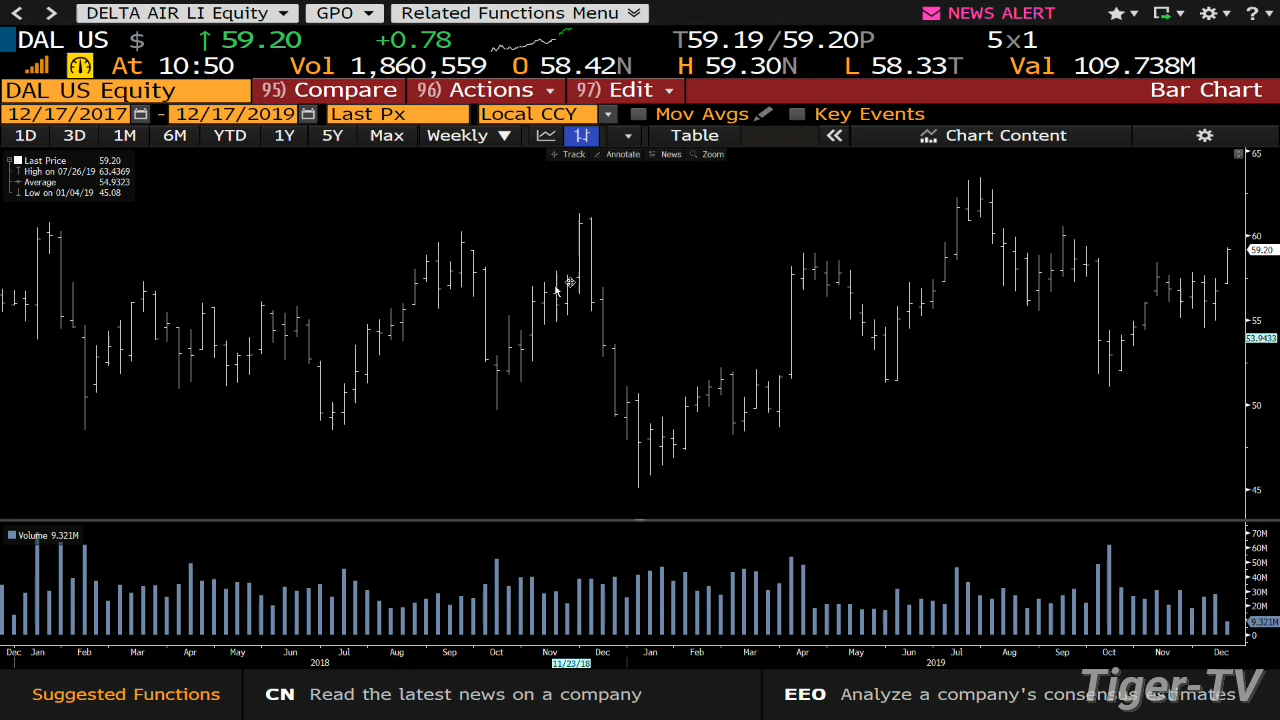 < > DELTA AIR LI Equity GPO Related Functions Menu NEWS ALERT ?
DAL US $ ↑ 59.20 +0.78 T59.19/59.20P 5x1
At 10:50 Vol 1,860,559 O 58.42N H 59.30N L 58.33T Val 109.738M
DAL US Equity 95) Compare 96) Actions 97) Edit Bar Chart
12/17/2017 - 12/17/2019 Last Px Local CCY Mov Avgs Key Events
1D 3D 1M 6M YTD 1Y 5Y Max Weekly ▼ Table « Chart Content
Track Annotate News Zoom
Last Price 59.20
High on 07/26/19 63.4369
Average 54.9323
Low on 01/04/19 45.08
65
60
59.20
55
53.9433
50
45
Volume 9.321M
70M
60M
50M
40M
30M
20M
9.321M
0
Dec Jan Feb Mar Apr May Jun Jul Aug Sep Oct Nov Dec Jan Feb Mar Apr May Jun Jul Aug Sep Oct Nov Dec
2018 11/23/18 2019
Suggested Functions CN Read the latest news on a company EEO Analyze a company's consensus estimates
Tiger-TV